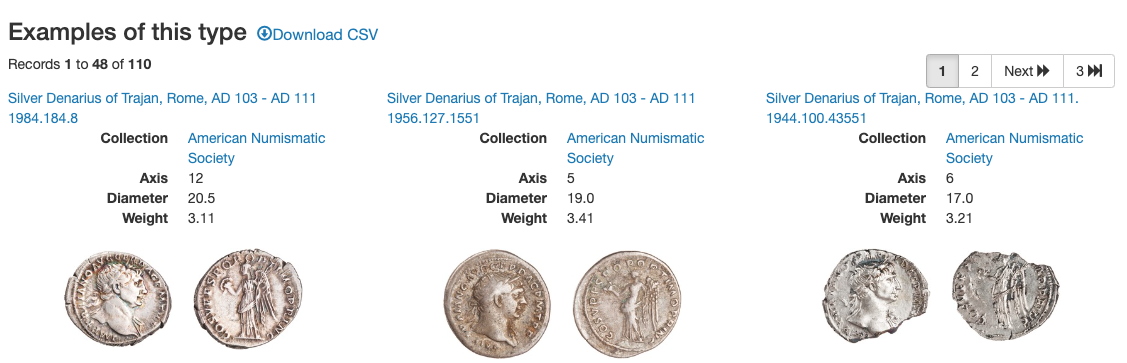 Examples of this type Download CSV
Records 1 to 48 of 110
1 2 Next 3
Silver Denarius of Trajan, Rome, AD 103 - AD 111
1984.184.8
Collection American Numismatic
Society
Axis 12
Diameter 20.5
Weight 3.11
Silver Denarius of Trajan, Rome, AD 103 - AD 111
1956.127.1551
Collection American Numismatic
Society
Axis 5
Diameter 19.0
Weight 3.41
Silver Denarius of Trajan, Rome, AD 103 - AD 111.
1944.100.43551
Collection American Numismatic
Society
Axis 6
Diameter 17.0
Weight 3.21